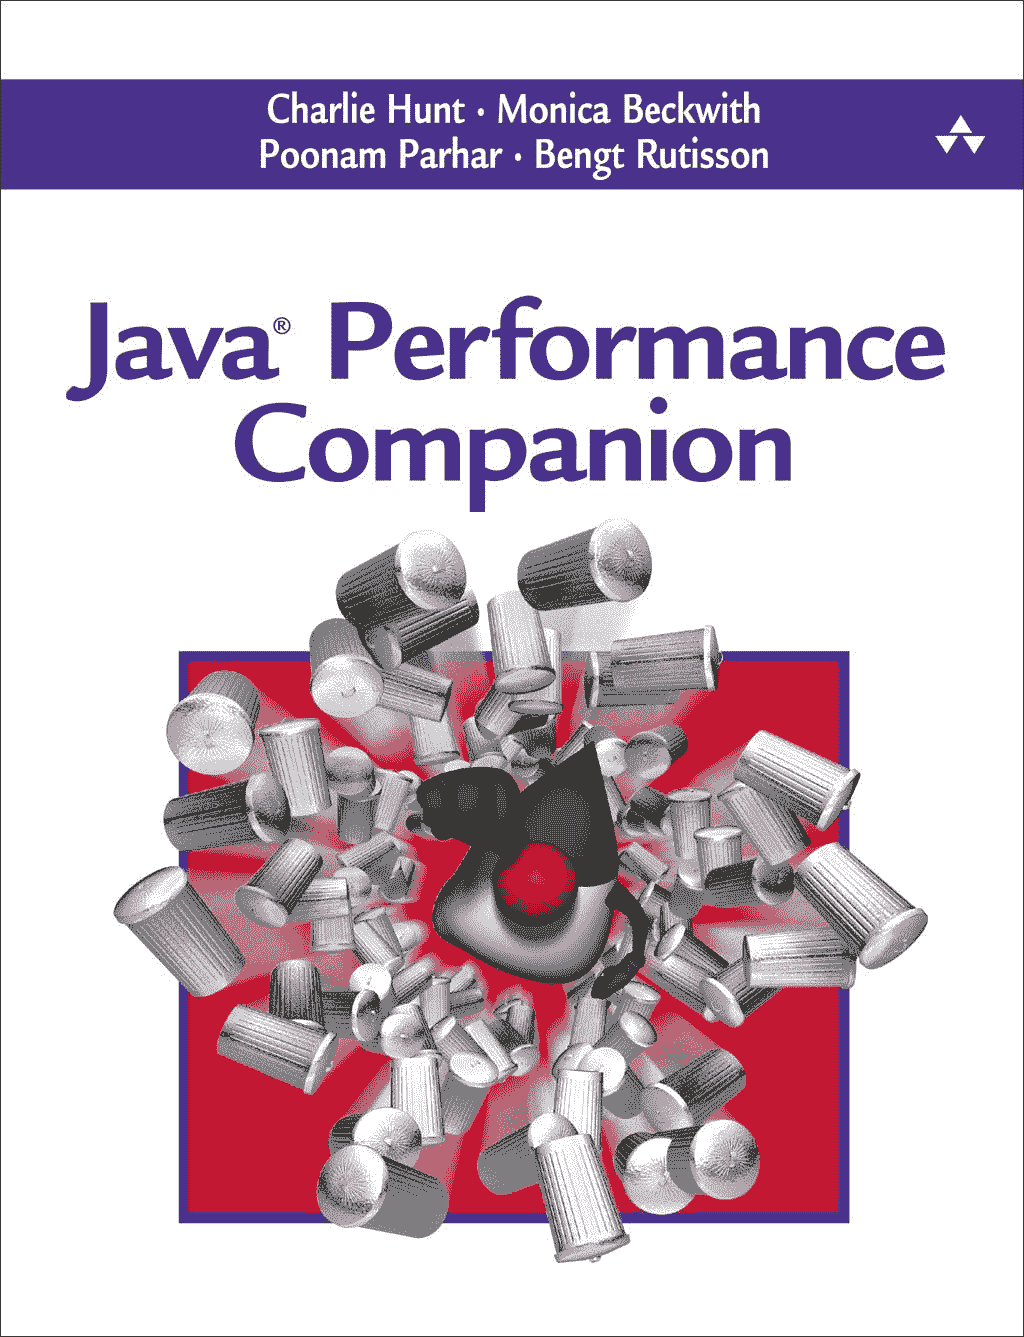 Charlie Hunt · Monica Beckwith
Poonam Parhar · Bengt Rutisson
Java® Performance
Companion